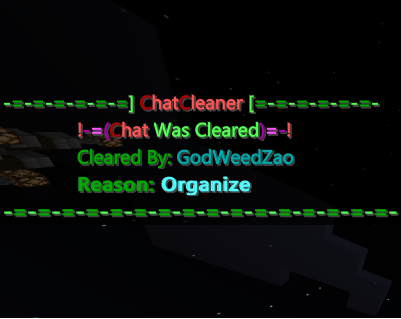 -=-=-=-=-=-=] ChatCleaner [=-=-=-=-=-=-
!-=(Chat Was Cleared)=-!
Cleared By: GodWeedZao
Reason: Organize
-=-=-=-=-=-=-=-=-=-=-=-=-=-=-=-=-